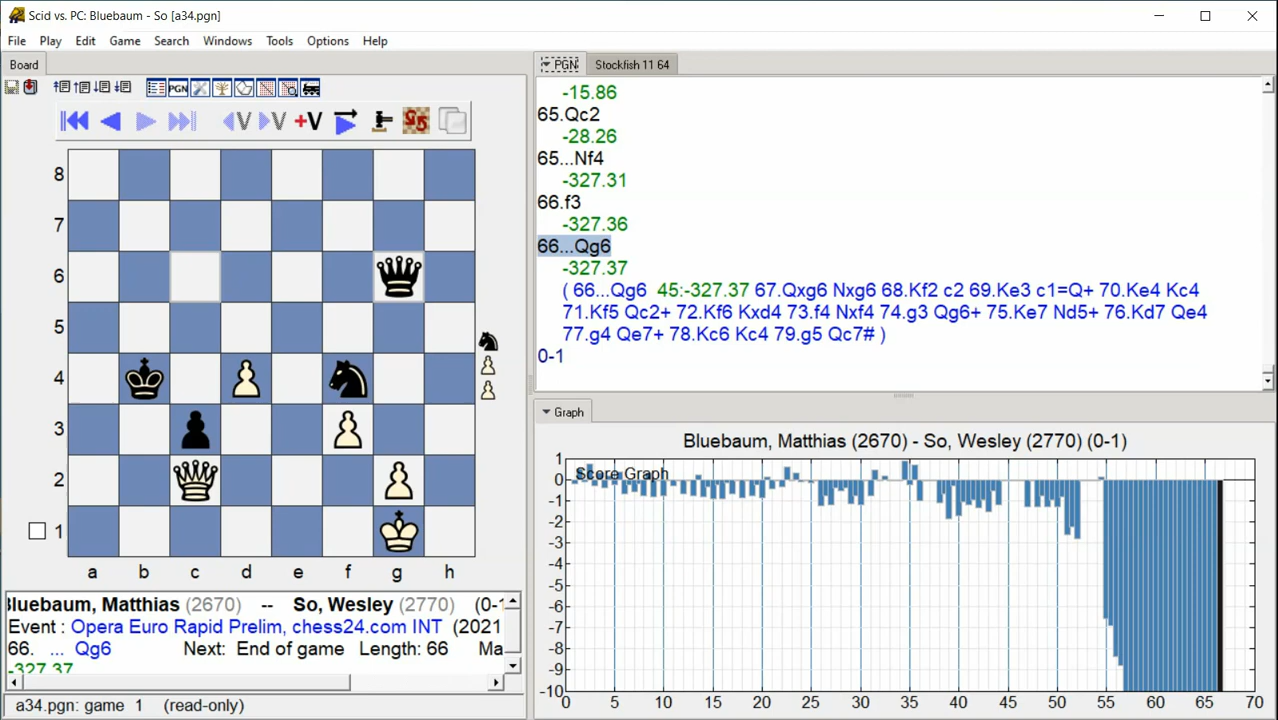 Scid vs. PC: Bluebaum - So [a34.pgn]
File Play Edit Game Search Windows Tools Options Help
Board
PGN
+V
8
7
6
5
4
3
2
1
a b c d e f g h
Bluebaum, Matthias (2670) -- So, Wesley (2770) (0-1
Event : Opera Euro Rapid Prelim, chess24.com INT (2021
66. ... Qg6 Next: End of game Length: 66 Ma
-327.37
a34.pgn: game 1 (read-only)
PGN Stockfish 11 64
-15.86
65.Qc2
-28.26
65...Nf4
-327.31
66.f3
-327.36
66...Qg6
-327.37
( 66...Qg6 45:-327.37 67.Qxg6 Nxg6 68.Kf2 c2 69.Ke3 c1=Q+ 70.Ke4 Kc4
71.Kf5 Qc2+ 72.Kf6 Kxd4 73.f4 Nxf4 74.g3 Qg6+ 75.Ke7 Nd5+ 76.Kd7 Qe4
77.g4 Qe7+ 78.Kc6 Kc4 79.g5 Qc7# )
0-1
Graph
Bluebaum, Matthias (2670) - So, Wesley (2770) (0-1)
Score Graph
1
0
-1
-2
-3
-4
-5
-6
-7
-8
-9
-10
0 5 10 15 20 25 30 35 40 45 50 55 60 65 70